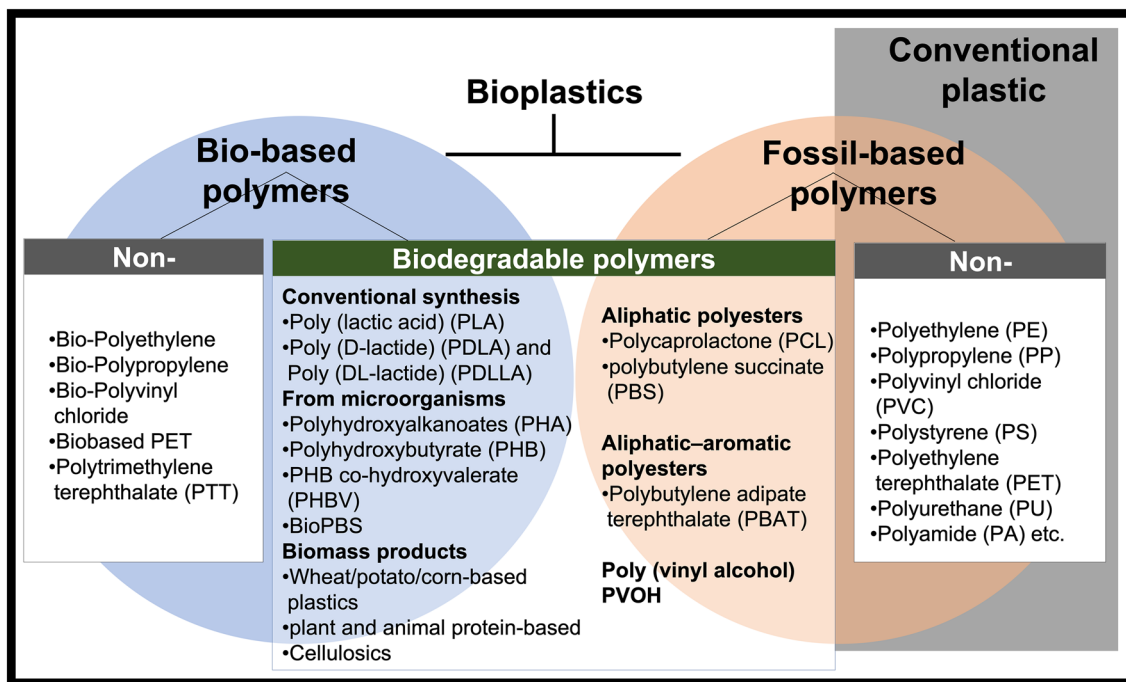 Conventional
plastic
Bioplastics
Bio-based
polymers
Fossil-based
polymers
Non-
•Bio-Polyethylene
•Bio-Polypropylene
•Bio-Polyvinyl
chloride
•Biobased PET
•Polytrimethylene
terephthalate (PTT)
Biodegradable polymers
Conventional synthesis
•Poly (lactic acid) (PLA)
•Poly (D-lactide) (PDLA) and
Poly (DL-lactide) (PDLLA)
From microorganisms
•Polyhydroxyalkanoates (PHA)
•Polyhydroxybutyrate (PHB)
•PHB co-hydroxyvalerate
(PHBV)
•BioPBS
Biomass products
•Wheat/potato/corn-based
plastics
•plant and animal protein-based
•Cellulosics
Aliphatic polyesters
•Polycaprolactone (PCL)
•polybutylene succinate
(PBS)
Aliphatic–aromatic
polyesters
•Polybutylene adipate
terephthalate (PBAT)
Poly (vinyl alcohol)
PVOH
Non-
•Polyethylene (PE)
•Polypropylene (PP)
•Polyvinyl chloride
(PVC)
•Polystyrene (PS)
•Polyethylene
terephthalate (PET)
•Polyurethane (PU)
•Polyamide (PA) etc.